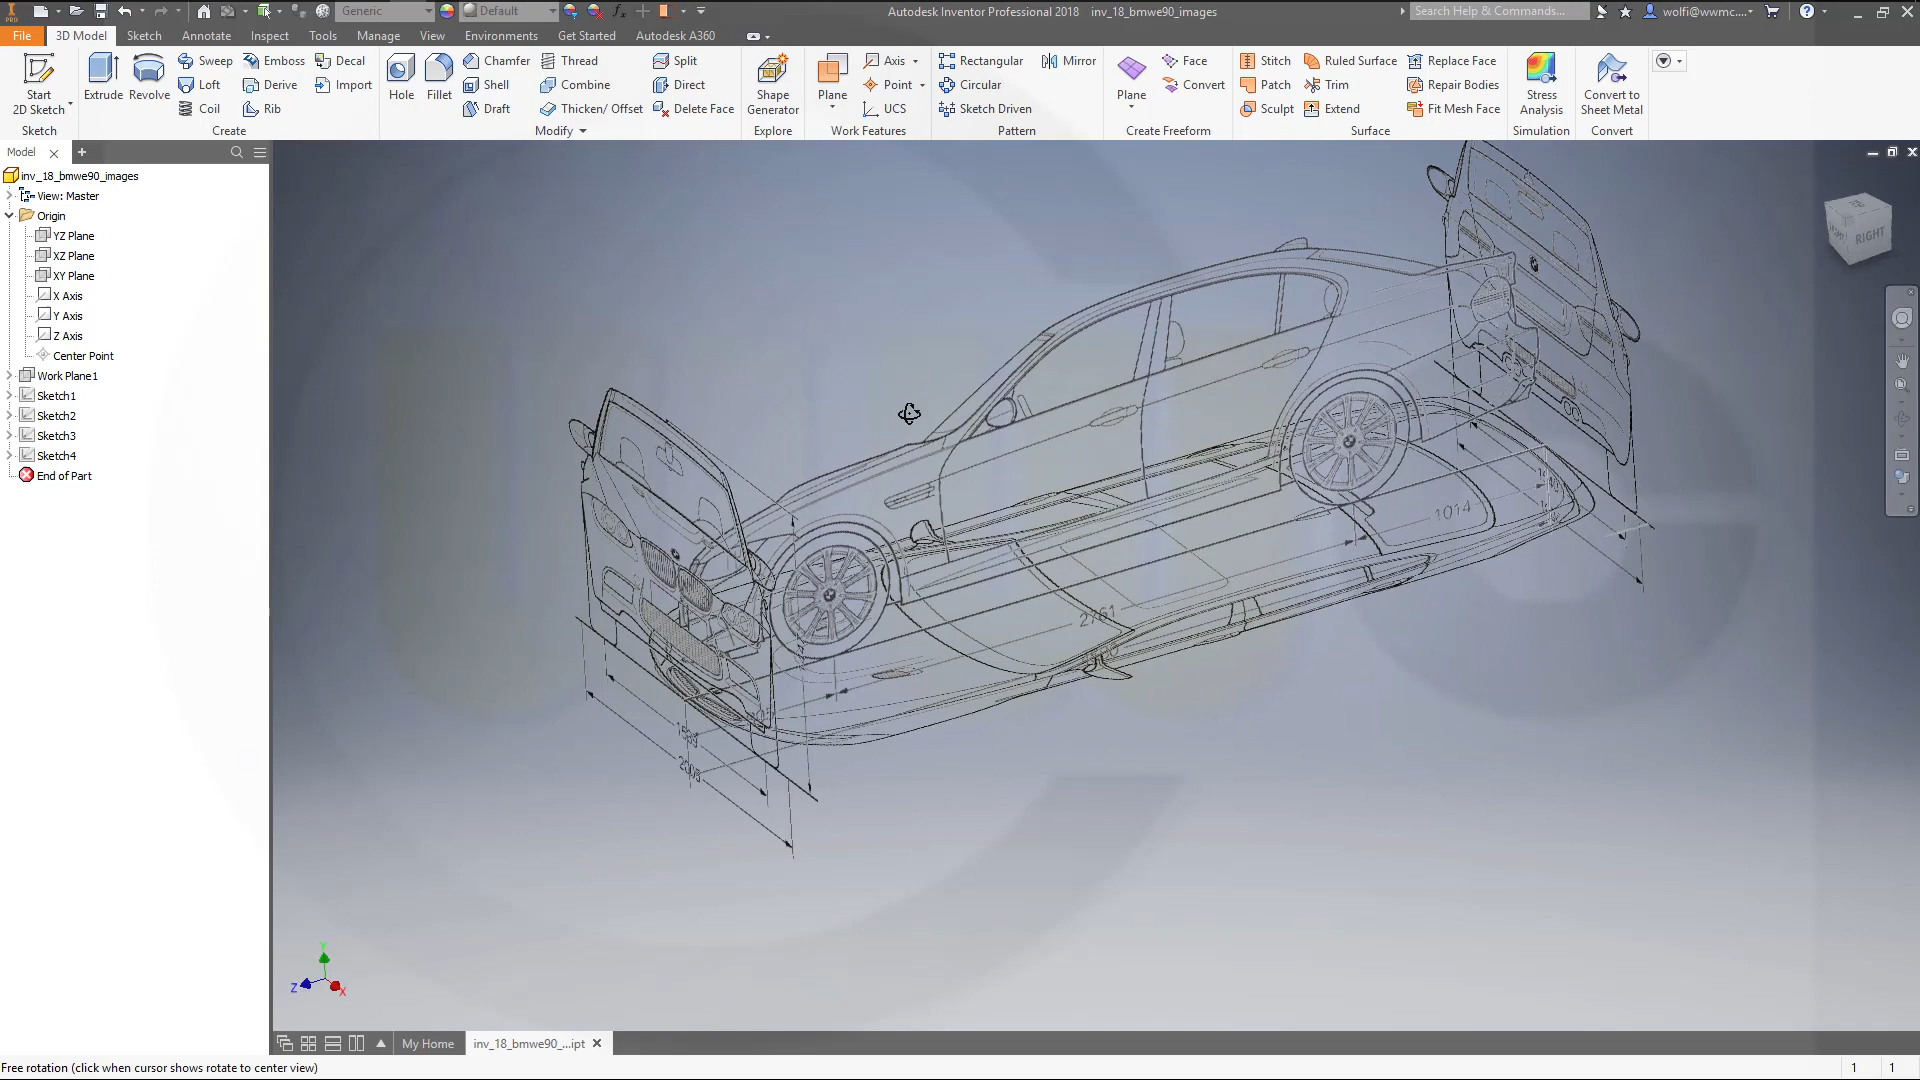 Generic
Default
Autodesk Inventor Professional 2018 inv_18_bmwe90_images
Search Help & Commands...
wolfi@wwmc....
File 3D Model Sketch Annotate Inspect Tools Manage View Environments Get Started Autodesk A360
Start
2D Sketch
Sketch
Extrude Revolve Sweep Loft Coil Emboss Derive Rib Decal Import
Create
Hole Fillet Chamfer Shell Draft Thread Combine Thicken/ Offset Split Direct Delete Face
Modify
Shape
Generator
Explore
Plane Axis Point UCS
Work Features
Rectangular Circular Sketch Driven Mirror
Pattern
Plane Face Convert
Create Freeform
Stitch Patch Sculpt Ruled Surface Trim Extend Replace Face Repair Bodies Fit Mesh Face
Surface
Stress
Analysis
Simulation
Convert to
Sheet Metal
Convert
Model
inv_18_bmwe90_images
View: Master
Origin
YZ Plane
XZ Plane
XY Plane
X Axis
Y Axis
Z Axis
Center Point
Work Plane1
Sketch1
Sketch2
Sketch3
Sketch4
End of Part
RIGHT
1014
2761
Y
Z
X
My Home
inv_18_bmwe90_...ipt
Free rotation (click when cursor shows rotate to center view)
1 1